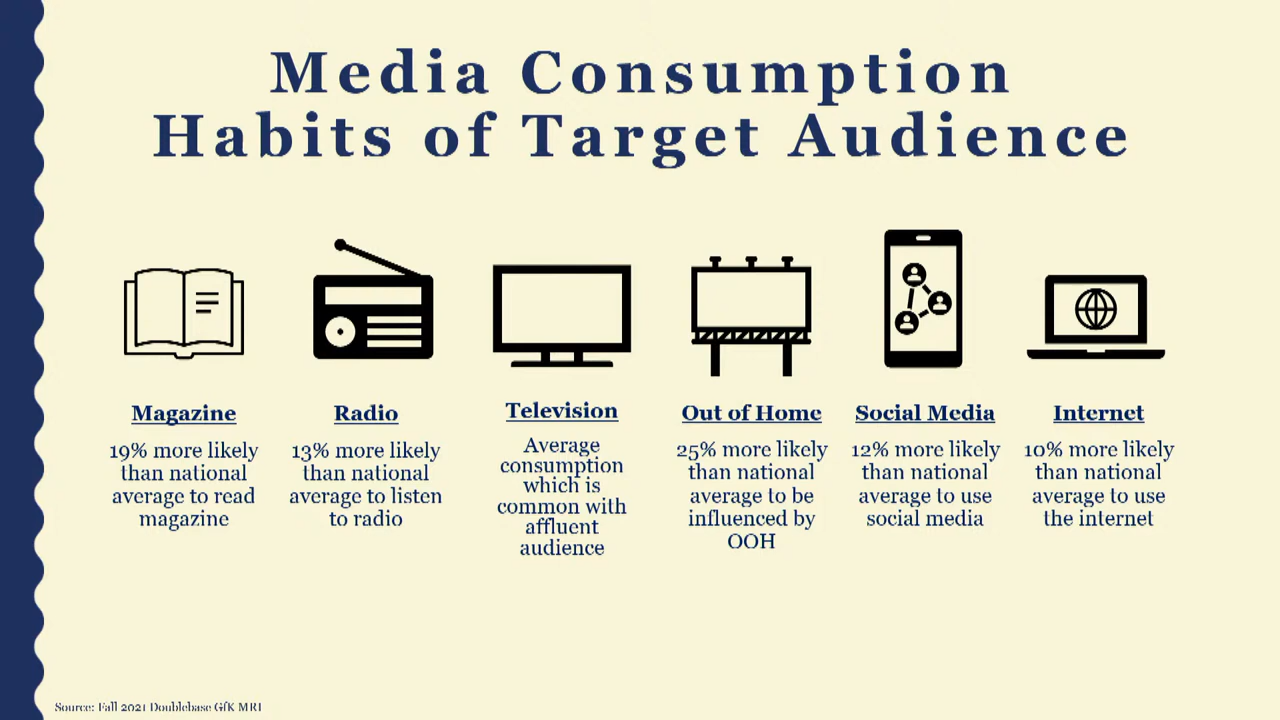 Media Consumption
Habits of Target Audience
Magazine
19% more likely
than national
average to read
magazine
Radio
13% more likely
than national
average to listen
to radio
Television
Average
consumption
which is
common with
affluent
audience
Out of Home
25% more likely
than national
average to be
influenced by
OOH
Social Media
12% more likely
than national
average to use
social media
Internet
10% more likely
than national
average to use
the internet
Source: Fall 2021 Doublebase GfK MRI